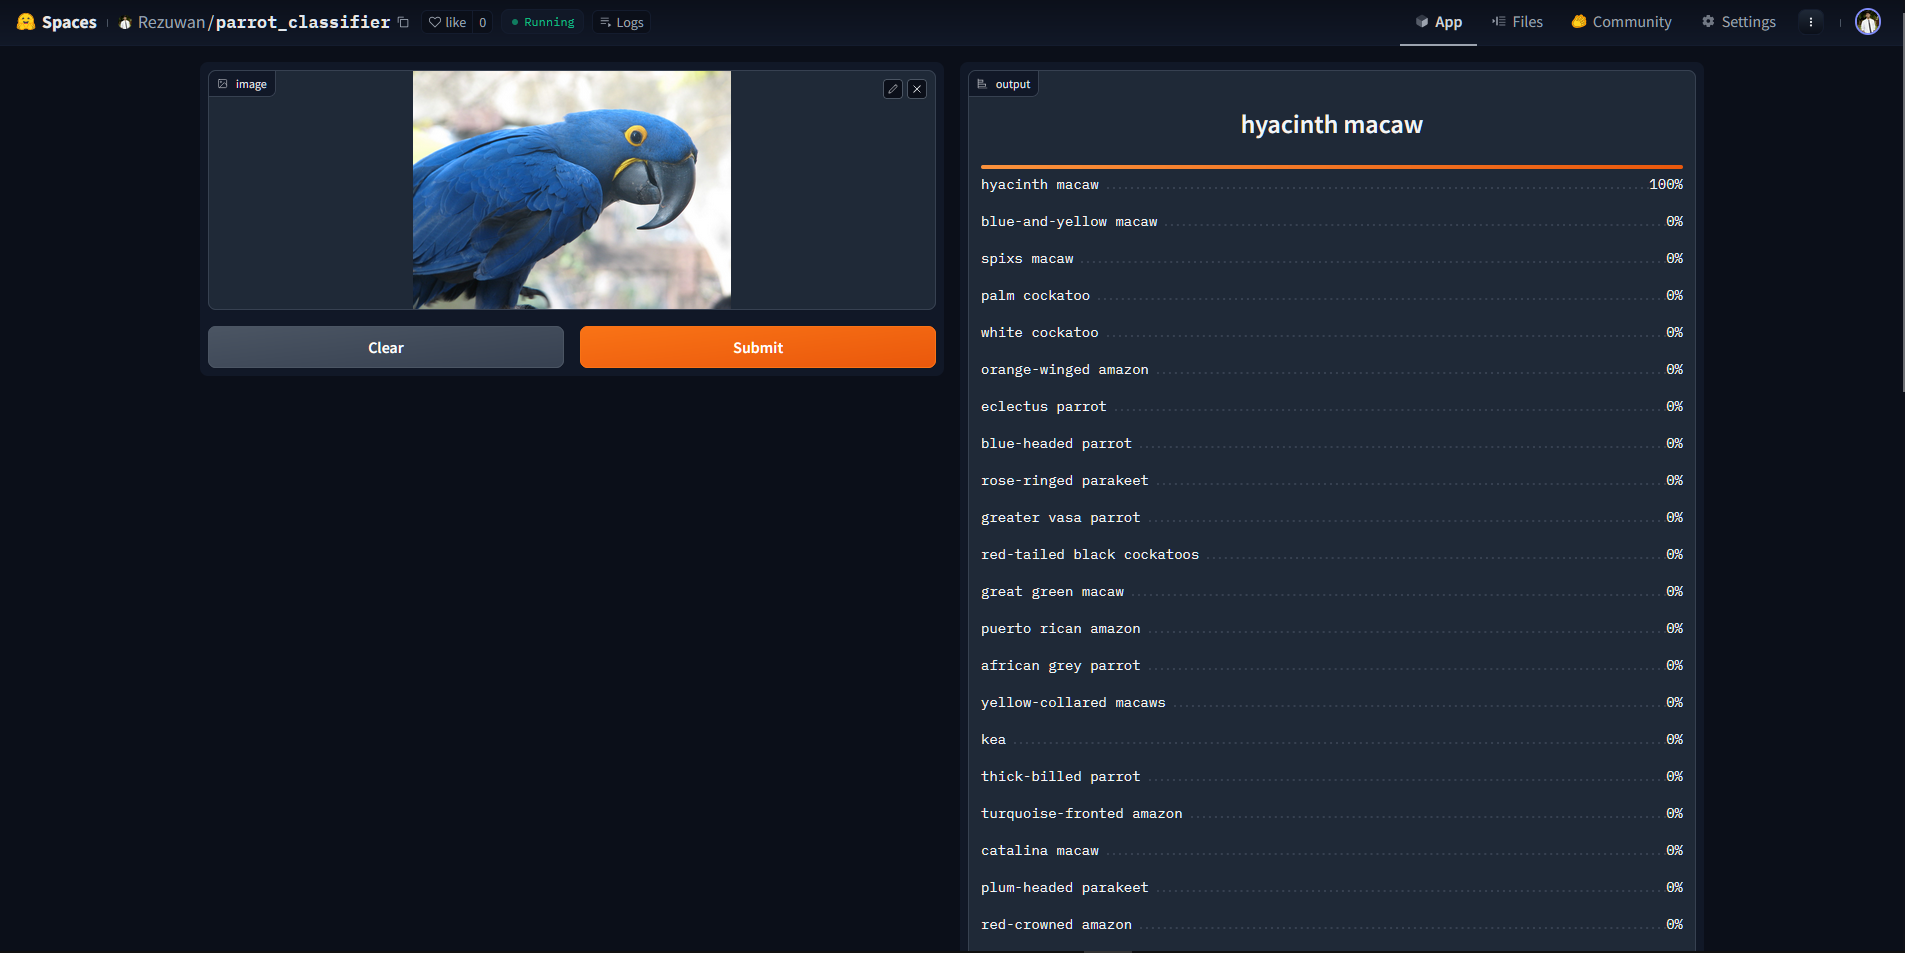 Spaces Rezuwan/parrot_classifier like 0 Running Logs App Files Community Settings
image
Clear Submit
output
hyacinth macaw
hyacinth macaw 100%
blue-and-yellow macaw 0%
spixs macaw 0%
palm cockatoo 0%
white cockatoo 0%
orange-winged amazon 0%
eclectus parrot 0%
blue-headed parrot 0%
rose-ringed parakeet 0%
greater vasa parrot 0%
red-tailed black cockatoos 0%
great green macaw 0%
puerto rican amazon 0%
african grey parrot 0%
yellow-collared macaws 0%
kea 0%
thick-billed parrot 0%
turquoise-fronted amazon 0%
catalina macaw 0%
plum-headed parakeet 0%
red-crowned amazon 0%